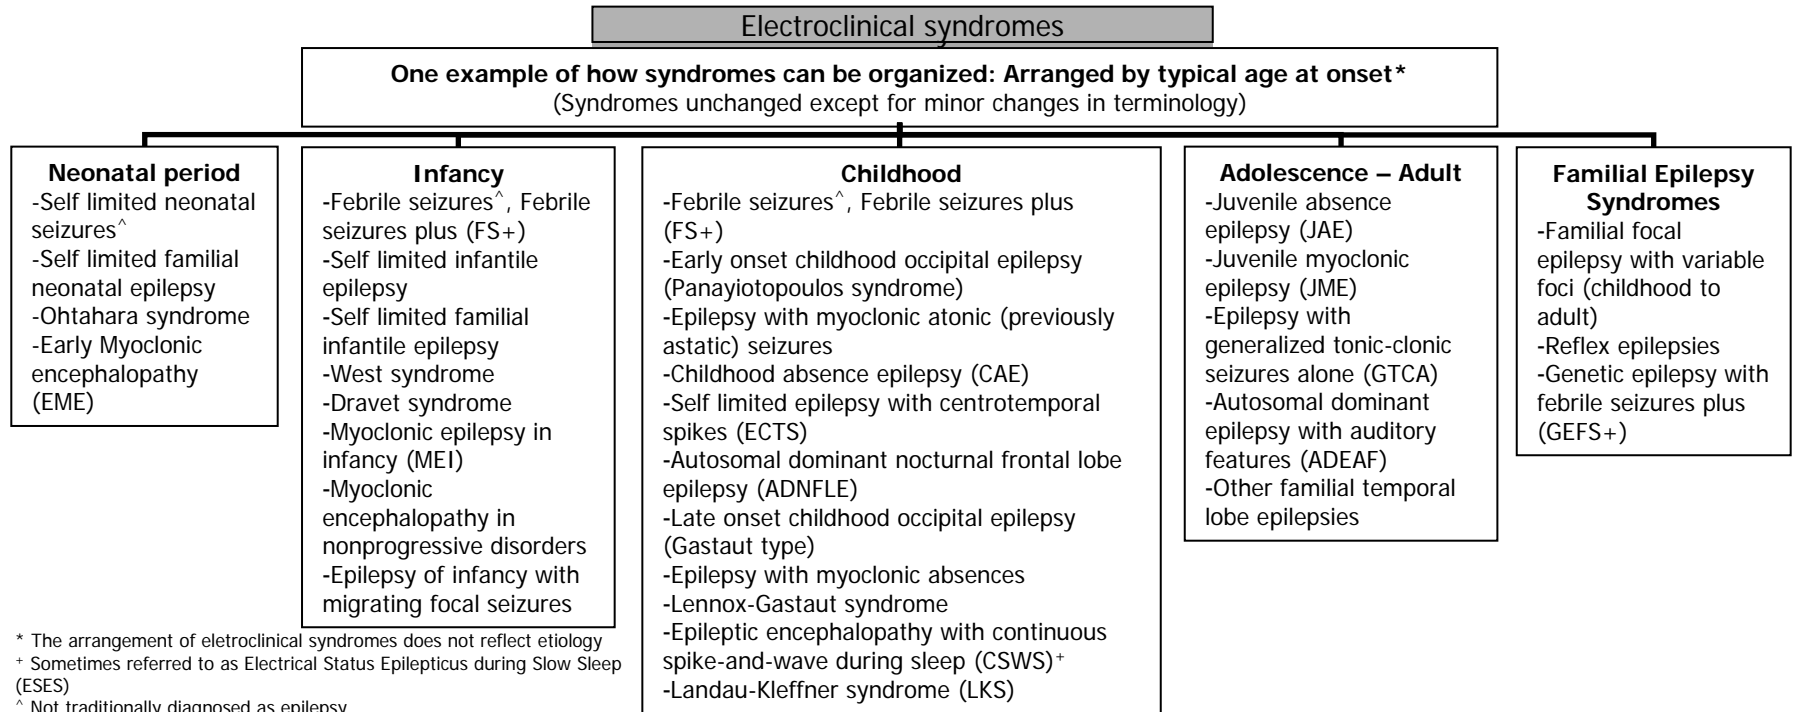 Electroclinical syndromes
One example of how syndromes can be organized: Arranged by typical age at onset*
(Syndromes unchanged except for minor changes in terminology)
Neonatal period
-Self limited neonatal
seizures^
-Self limited familial
neonatal epilepsy
-Ohtahara syndrome
-Early Myoclonic
encephalopathy
(EME)
Infancy
-Febrile seizures^, Febrile
seizures plus (FS+)
-Self limited infantile
epilepsy
-Self limited familial
infantile epilepsy
-West syndrome
-Dravet syndrome
-Myoclonic epilepsy in
infancy (MEI)
-Myoclonic
encephalopathy in
nonprogressive disorders
-Epilepsy of infancy with
migrating focal seizures
Childhood
-Febrile seizures^, Febrile seizures plus
(FS+)
-Early onset childhood occipital epilepsy
(Panayiotopoulos syndrome)
-Epilepsy with myoclonic atonic (previously
astatic) seizures
-Childhood absence epilepsy (CAE)
-Self limited epilepsy with centrotemporal
spikes (ECTS)
-Autosomal dominant nocturnal frontal lobe
epilepsy (ADNFLE)
-Late onset childhood occipital epilepsy
(Gastaut type)
-Epilepsy with myoclonic absences
-Lennox-Gastaut syndrome
-Epileptic encephalopathy with continuous
spike-and-wave during sleep (CSWS)+
-Landau-Kleffner syndrome (LKS)
Adolescence – Adult
-Juvenile absence
epilepsy (JAE)
-Juvenile myoclonic
epilepsy (JME)
-Epilepsy with
generalized tonic-clonic
seizures alone (GTCA)
-Autosomal dominant
epilepsy with auditory
features (ADEAF)
-Other familial temporal
lobe epilepsies
Familial Epilepsy
Syndromes
-Familial focal
epilepsy with variable
foci (childhood to
adult)
-Reflex epilepsies
-Genetic epilepsy with
febrile seizures plus
(GEFS+)
* The arrangement of eletroclinical syndromes does not reflect etiology
+ Sometimes referred to as Electrical Status Epilepticus during Slow Sleep
(ESES)
^ Not traditionally diagnosed as epilepsy